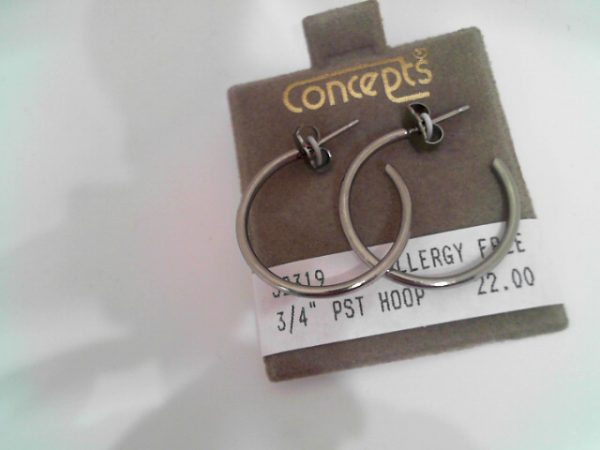 Concepts
ALLERGY FREE
3/4" PST HOOP 22.00